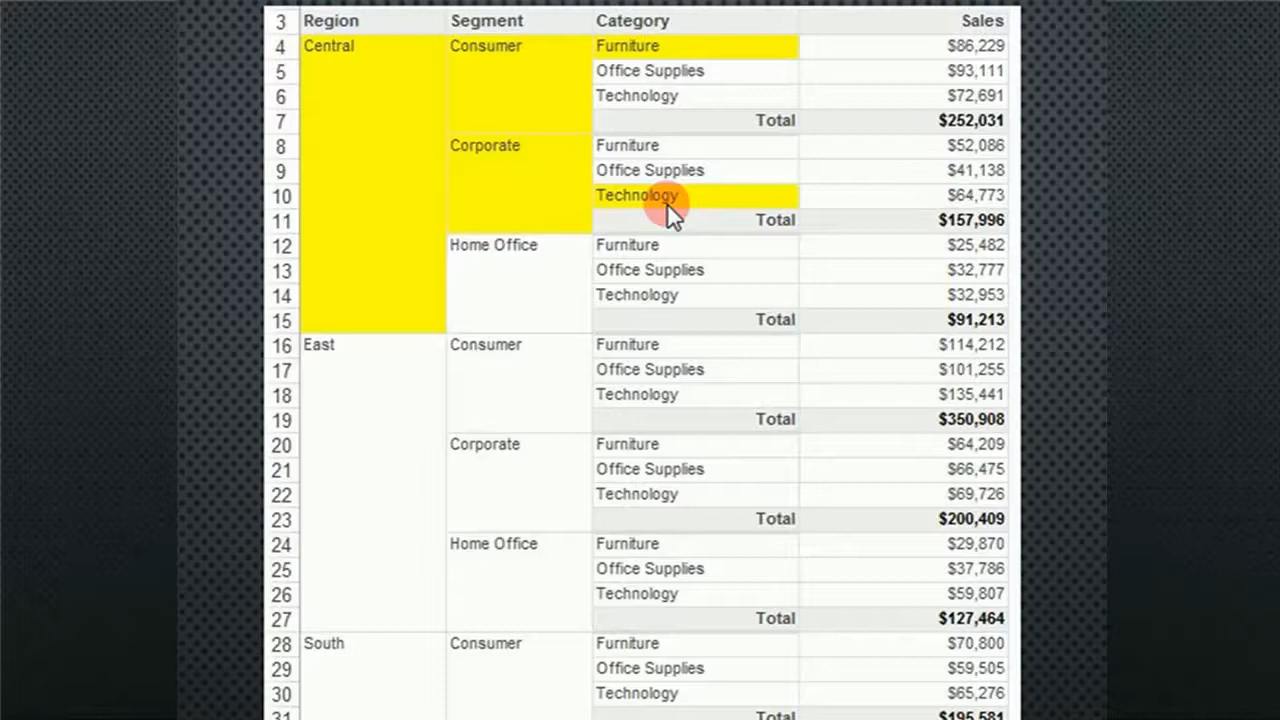 3 Region Segment Category Sales
4 Central Consumer Furniture $86,229
5 Office Supplies $93,111
6 Technology $72,691
7 Total $252,031
8 Corporate Furniture $52,086
9 Office Supplies $41,138
10 Technology $64,773
11 Total $157,996
12 Home Office Furniture $25,482
13 Office Supplies $32,777
14 Technology $32,953
15 Total $91,213
16 East Consumer Furniture $114,212
17 Office Supplies $101,255
18 Technology $135,441
19 Total $350,908
20 Corporate Furniture $64,209
21 Office Supplies $66,475
22 Technology $69,726
23 Total $200,409
24 Home Office Furniture $29,870
25 Office Supplies $37,786
26 Technology $59,807
27 Total $127,464
28 South Consumer Furniture $70,800
29 Office Supplies $59,505
30 Technology $65,276
31 Total $195,581